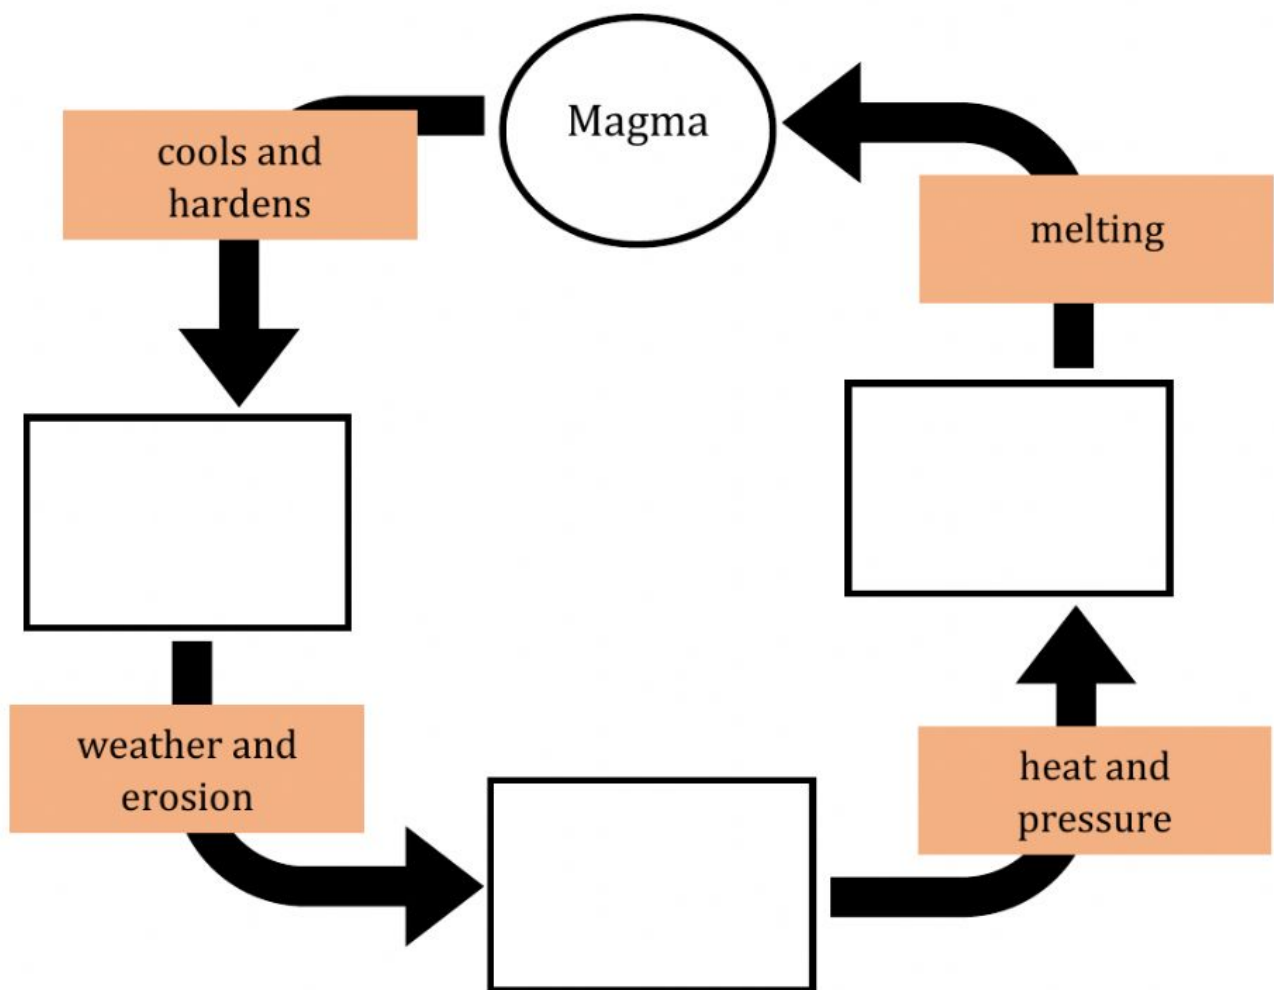 Magma
cools and
hardens
melting
weather and
erosion
heat and
pressure